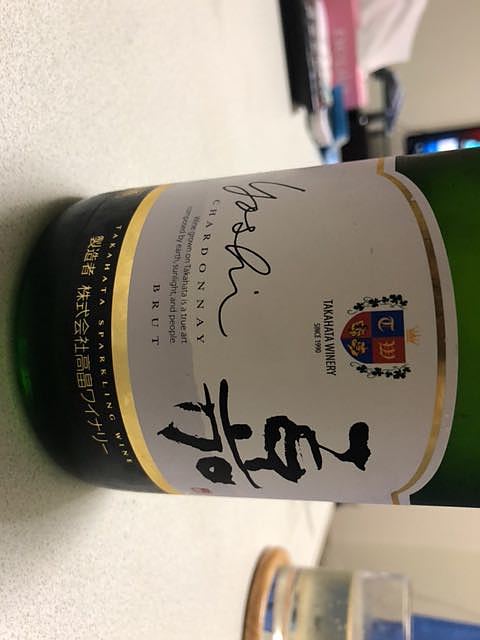 T W
TAKAHATA WINERY
SINCE 1990
嘉
yoshi
CHARDONNAY
Wine grown on Takahata is a true art
composed by earth, sunlight, and people.
BRUT
TAKAHATA SPARKLING WINE
製造者 株式会社高畠ワイナリー